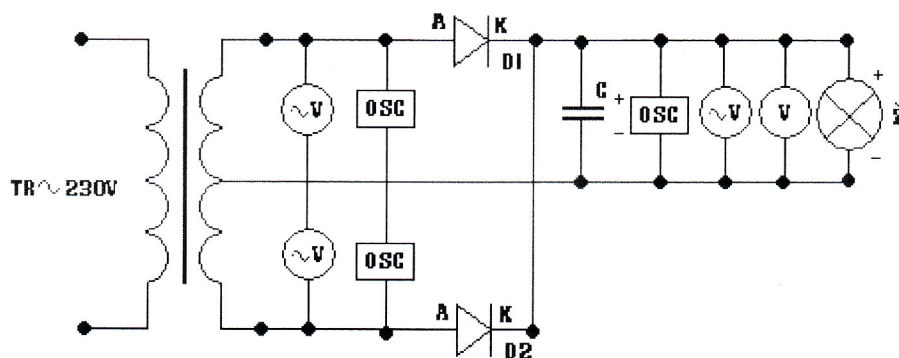 A K
D1
∿V
OSC
C
+
−
OSC
∿V
V
+
−
Ž
TR∿230V
∿V
OSC
A K
D2